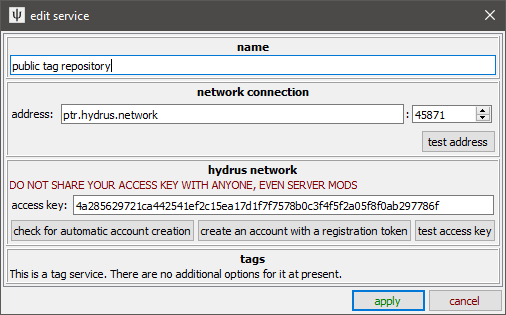 edit service
name
public tag repository
network connection
address: ptr.hydrus.network : 45871
test address
hydrus network
DO NOT SHARE YOUR ACCESS KEY WITH ANYONE, EVEN SERVER MODS
access key: 4a285629721ca442541ef2c15ea17d1f7f7578b0c3f4f5f2a05f8f0ab297786f
check for automatic account creation create an account with a registration token test access key
tags
This is a tag service. There are no additional options for it at present.
apply cancel